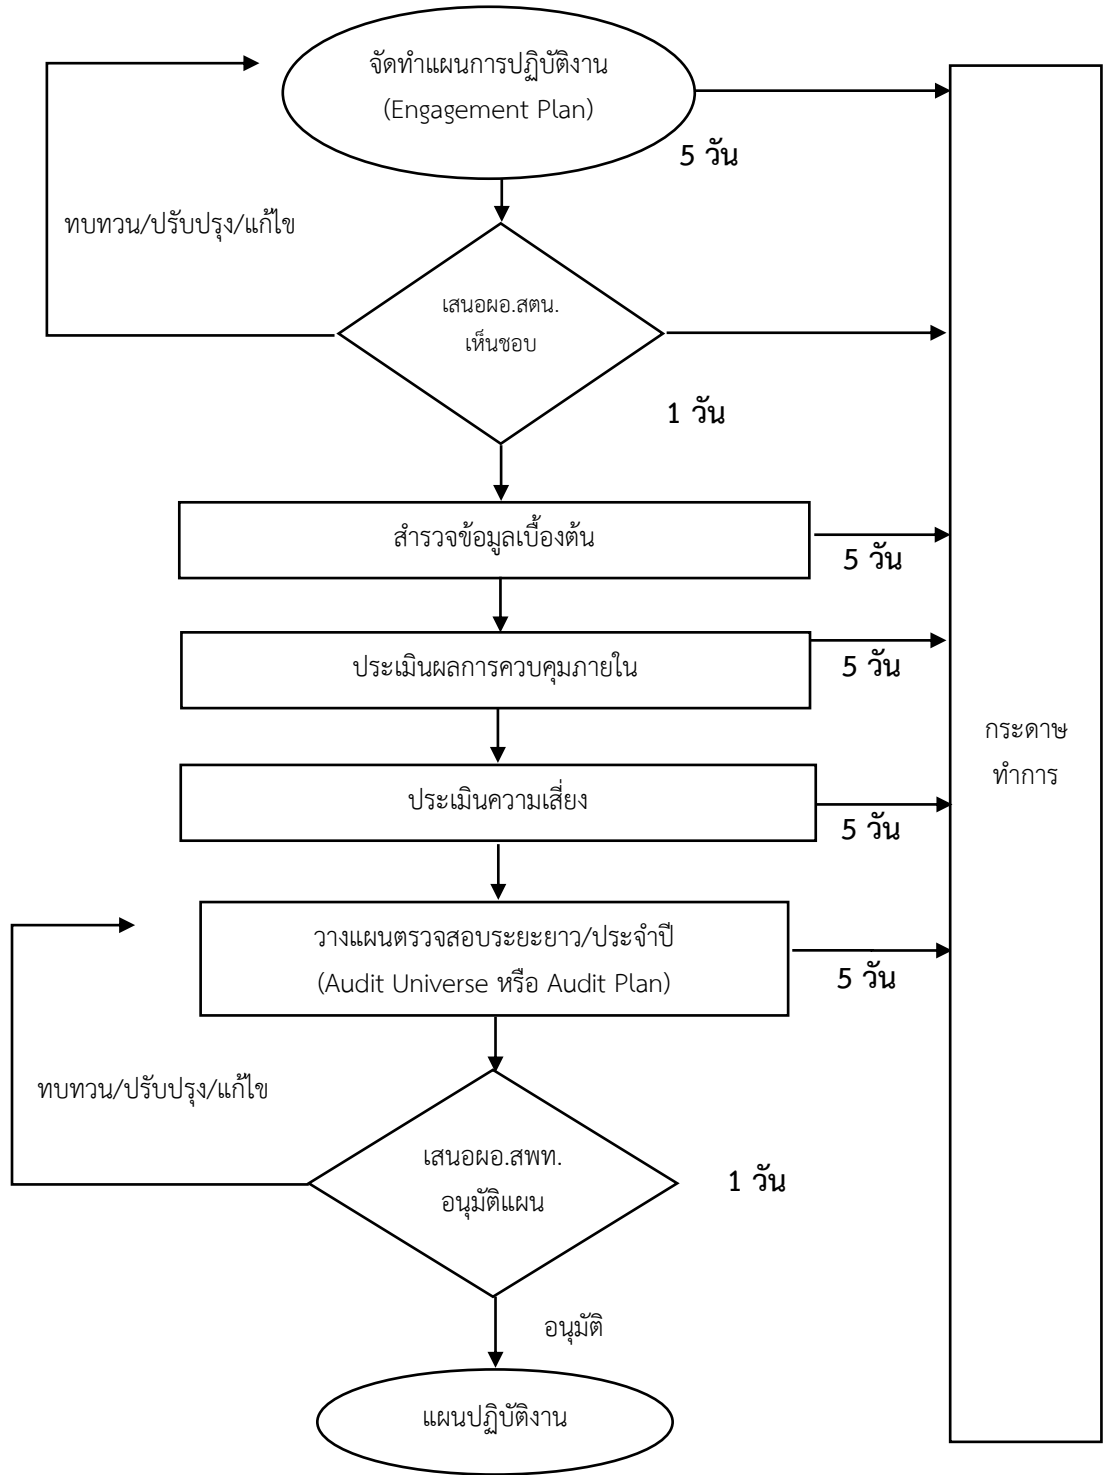 จัดทำแผนการปฏิบัติงาน
(Engagement Plan)
5 วัน
ทบทวน/ปรับปรุง/แก้ไข
เสนอผอ.สตน.
เห็นชอบ
1 วัน
สำรวจข้อมูลเบื้องต้น
5 วัน
ประเมินผลการควบคุมภายใน
5 วัน
กระดาษ
ทำการ
ประเมินความเสี่ยง
5 วัน
วางแผนตรวจสอบระยะยาว/ประจำปี
(Audit Universe หรือ Audit Plan)
5 วัน
ทบทวน/ปรับปรุง/แก้ไข
เสนอผอ.สพท.
อนุมัติแผน
1 วัน
อนุมัติ
แผนปฏิบัติงาน